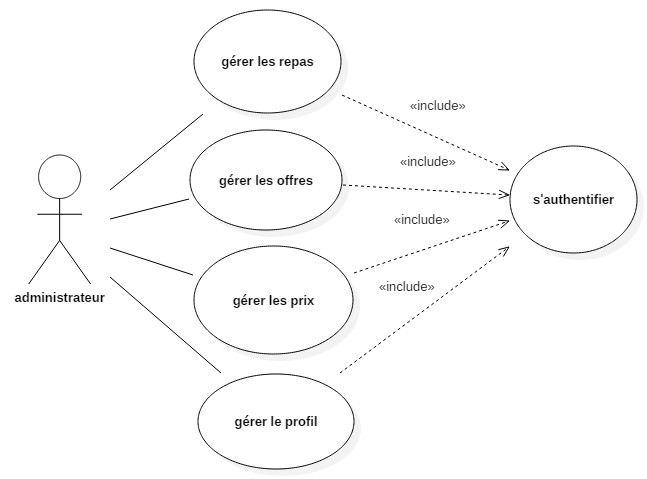 gérer les repas
«include»
«include»
gérer les offres
s'authentifier
«include»
administrateur
gérer les prix
«include»
gérer le profil